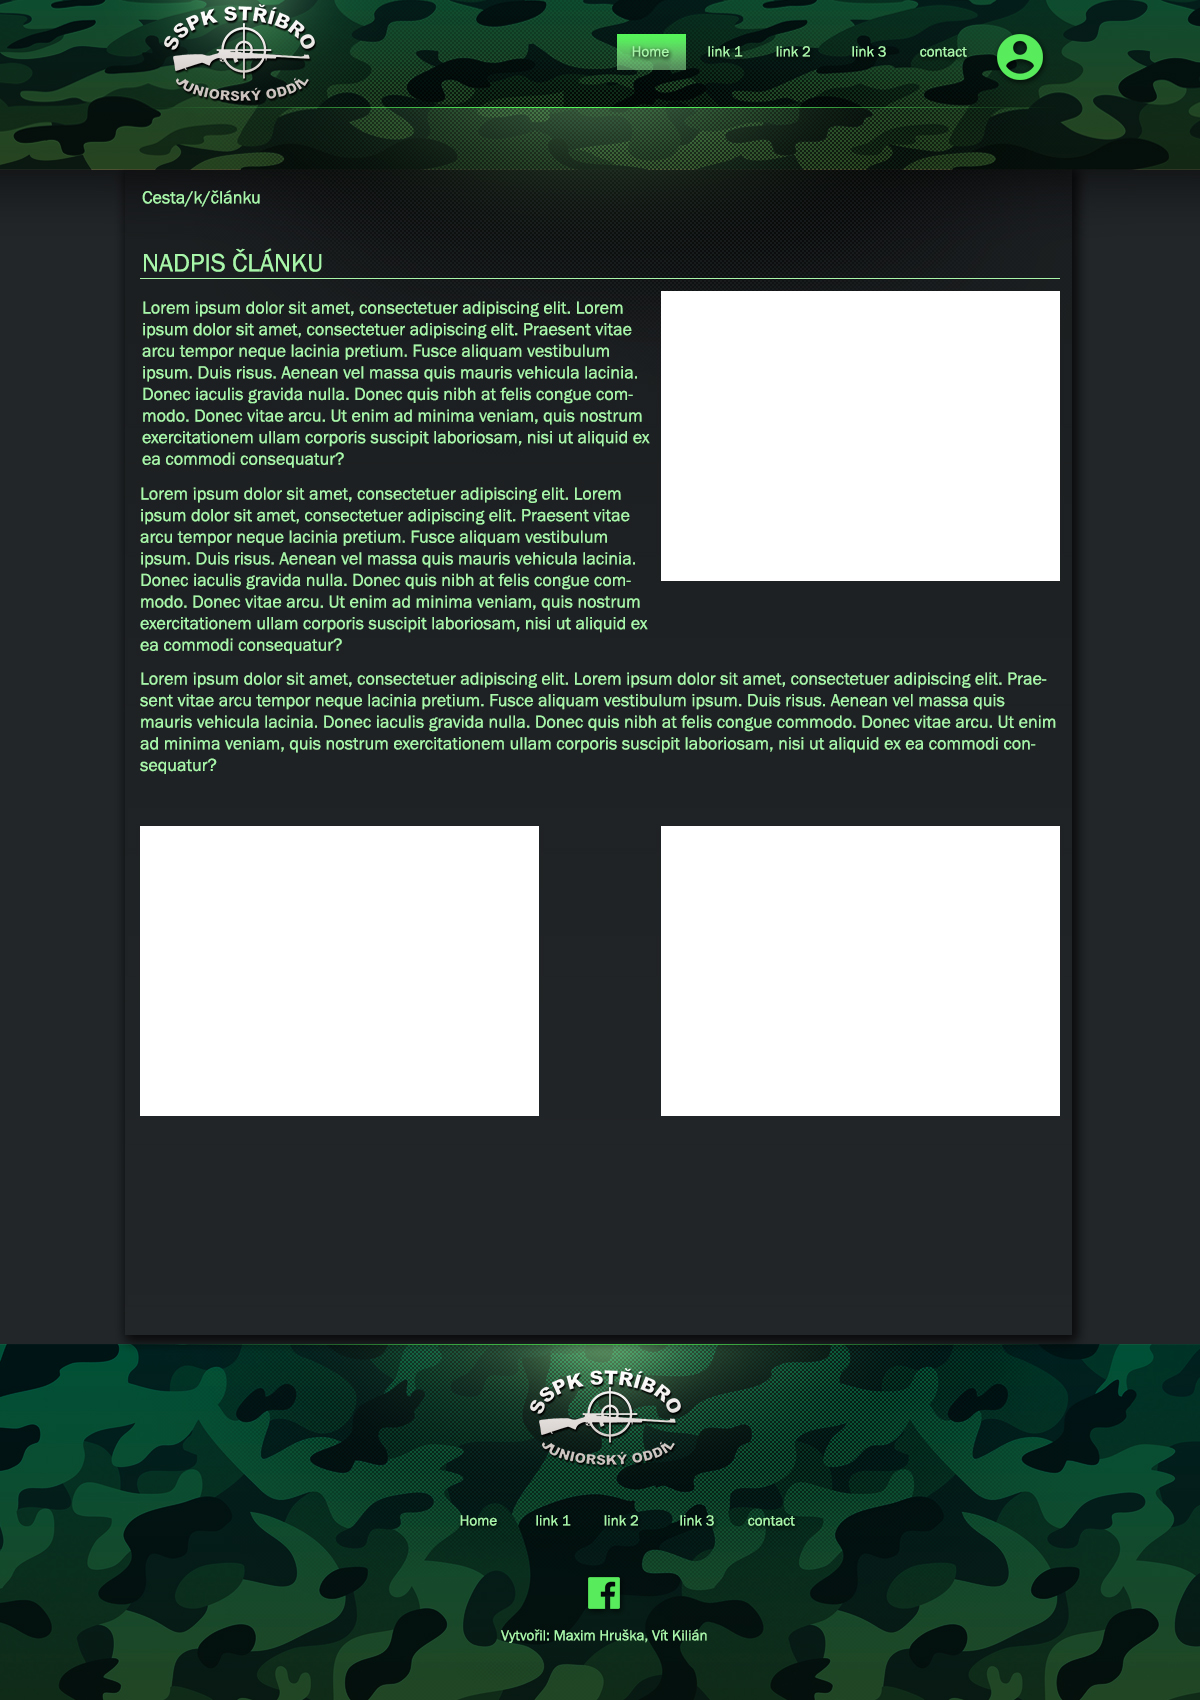 SSPK STŘÍBRO
JUNIORSKÝ ODDÍL
Home link 1 link 2 link 3 contact
Cesta/k/článku
NADPIS ČLÁNKU
Lorem ipsum dolor sit amet, consectetuer adipiscing elit. Lorem
ipsum dolor sit amet, consectetuer adipiscing elit. Praesent vitae
arcu tempor neque lacinia pretium. Fusce aliquam vestibulum
ipsum. Duis risus. Aenean vel massa quis mauris vehicula lacinia.
Donec iaculis gravida nulla. Donec quis nibh at felis congue com-
modo. Donec vitae arcu. Ut enim ad minima veniam, quis nostrum
exercitationem ullam corporis suscipit laboriosam, nisi ut aliquid ex
ea commodi consequatur?
Lorem ipsum dolor sit amet, consectetuer adipiscing elit. Lorem
ipsum dolor sit amet, consectetuer adipiscing elit. Praesent vitae
arcu tempor neque lacinia pretium. Fusce aliquam vestibulum
ipsum. Duis risus. Aenean vel massa quis mauris vehicula lacinia.
Donec iaculis gravida nulla. Donec quis nibh at felis congue com-
modo. Donec vitae arcu. Ut enim ad minima veniam, quis nostrum
exercitationem ullam corporis suscipit laboriosam, nisi ut aliquid ex
ea commodi consequatur?
Lorem ipsum dolor sit amet, consectetuer adipiscing elit. Lorem ipsum dolor sit amet, consectetuer adipiscing elit. Prae-
sent vitae arcu tempor neque lacinia pretium. Fusce aliquam vestibulum ipsum. Duis risus. Aenean vel massa quis
mauris vehicula lacinia. Donec iaculis gravida nulla. Donec quis nibh at felis congue commodo. Donec vitae arcu. Ut enim
ad minima veniam, quis nostrum exercitationem ullam corporis suscipit laboriosam, nisi ut aliquid ex ea commodi con-
sequatur?
SSPK STŘÍBRO
JUNIORSKÝ ODDÍL
Home link 1 link 2 link 3 contact
Vytvořil: Maxim Hruška, Vít Kilián